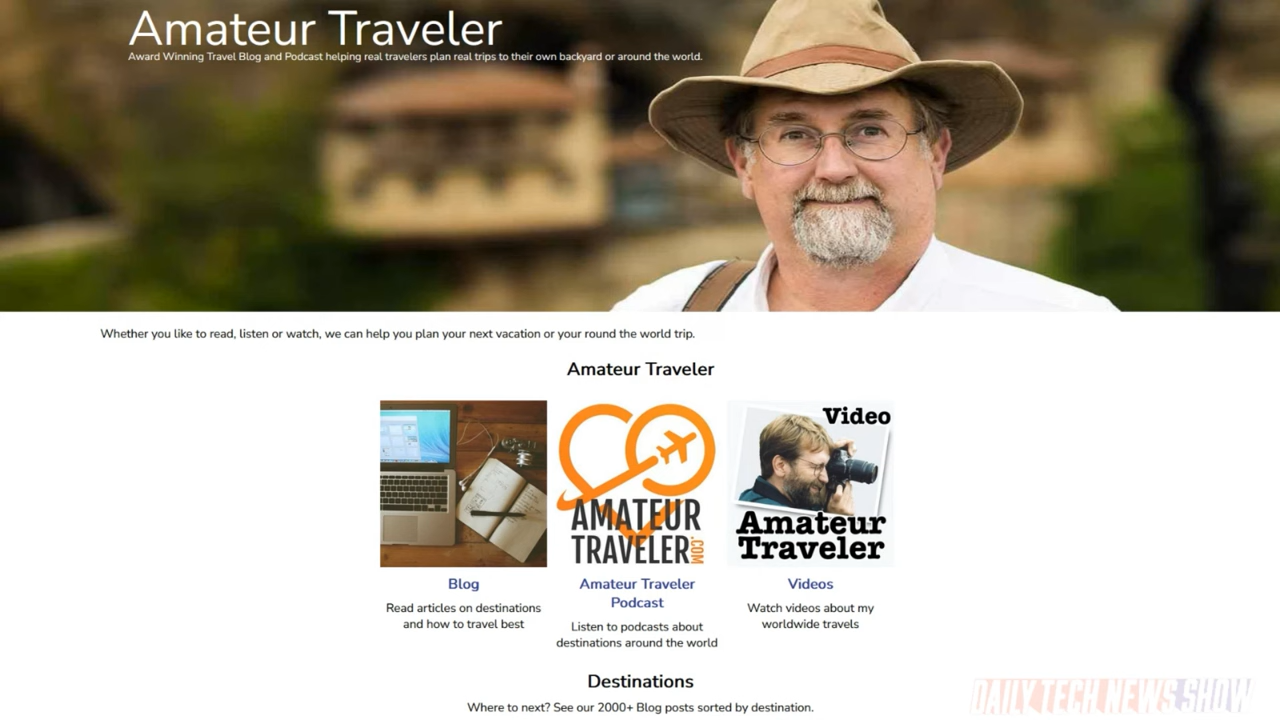 Amateur Traveler
Award Winning Travel Blog and Podcast helping real travelers plan real trips to their own backyard or around the world.
Whether you like to read, listen or watch, we can help you plan your next vacation or your round the world trip.
Amateur Traveler
AMATEUR
TRAVELER
.COM
Video
Amateur
Traveler
Blog
Read articles on destinations
and how to travel best
Amateur Traveler
Podcast
Listen to podcasts about
destinations around the world
Videos
Watch videos about my
worldwide travels
Destinations
Where to next? See our 2000+ Blog posts sorted by destination.
DAILY TECH NEWS SHOW